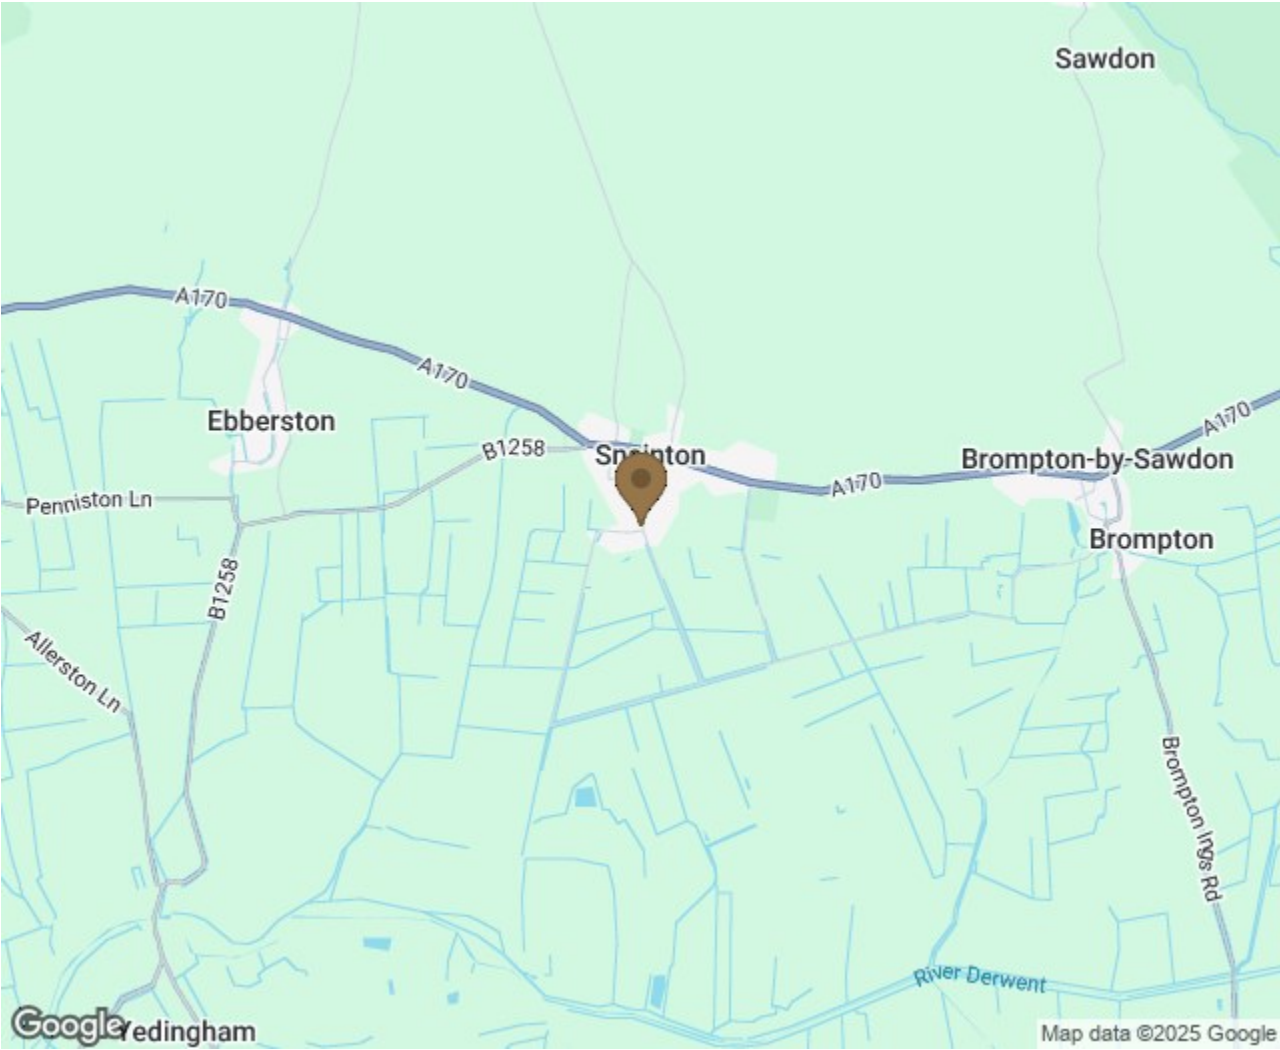 Sawdon
A170
A170
Ebberston
B1258
Snainton
A170
Brompton-by-Sawdon
A170
Penniston Ln
Brompton
B1258
Allerston Ln
Brompton Ings Rd
River Derwent
Google
Yedingham
Map data ©2025 Google